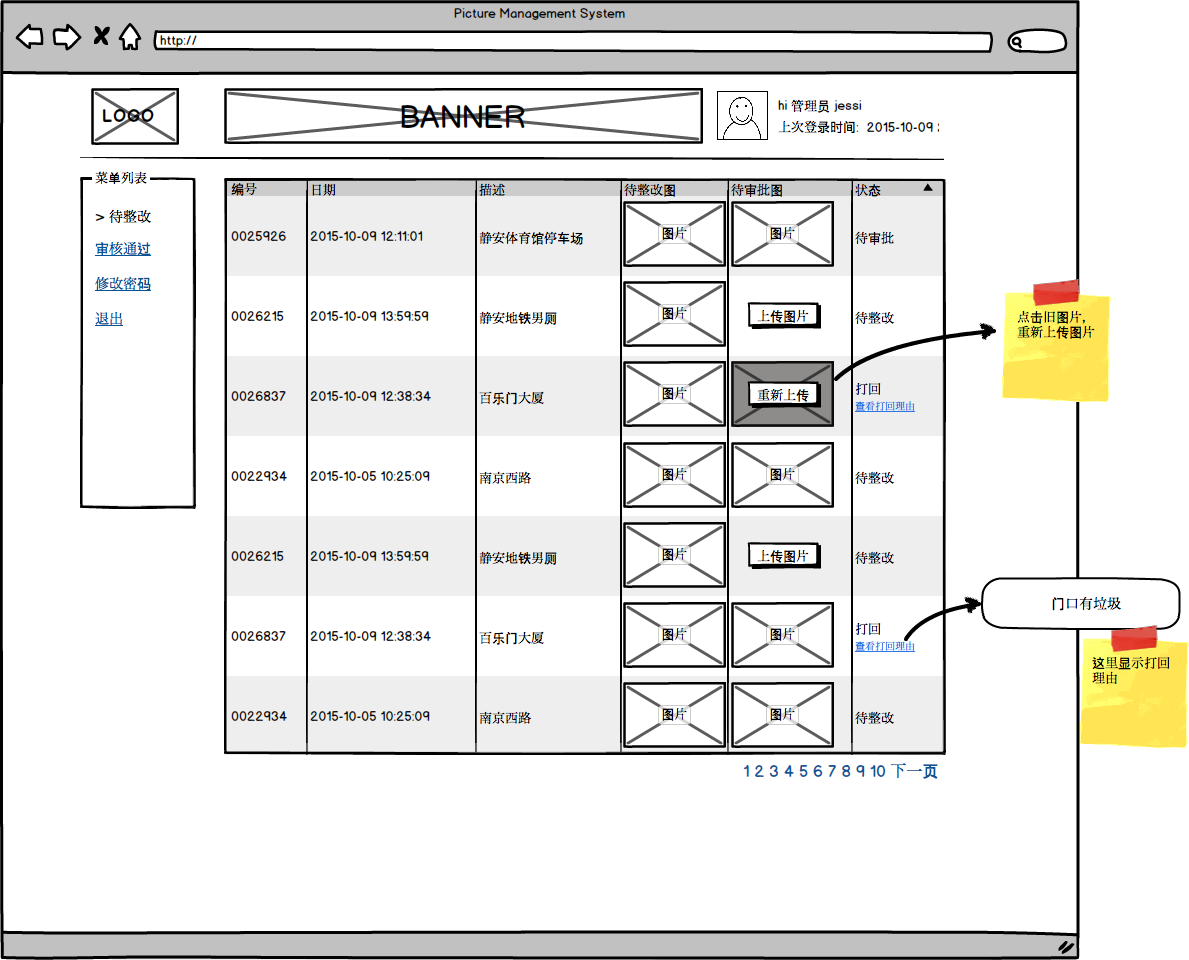 Picture Management System
http://
LOGO
BANNER
hi 管理员 jessi
上次登录时间: 2015-10-09
菜单列表
> 待整改
审核通过
修改密码
退出
编号 日期 描述 待整改图 待审批图 状态
0025926 2015-10-09 12:11:01 静安体育馆停车场 图片 图片 待审批
0026215 2015-10-09 13:59:59 静安地铁男厕 图片 上传图片 待整改
0026837 2015-10-09 12:38:34 百乐门大厦 图片 重新上传 打回
查看打回理由
0022934 2015-10-05 10:25:09 南京西路 图片 图片 待整改
0026215 2015-10-09 13:59:59 静安地铁男厕 图片 上传图片 待整改
0026837 2015-10-09 12:38:34 百乐门大厦 图片 图片 打回
查看打回理由
0022934 2015-10-05 10:25:09 南京西路 图片 图片 待整改
1 2 3 4 5 6 7 8 9 10 下一页
点击旧图片,
重新上传图片
门口有垃圾
这里显示打回
理由